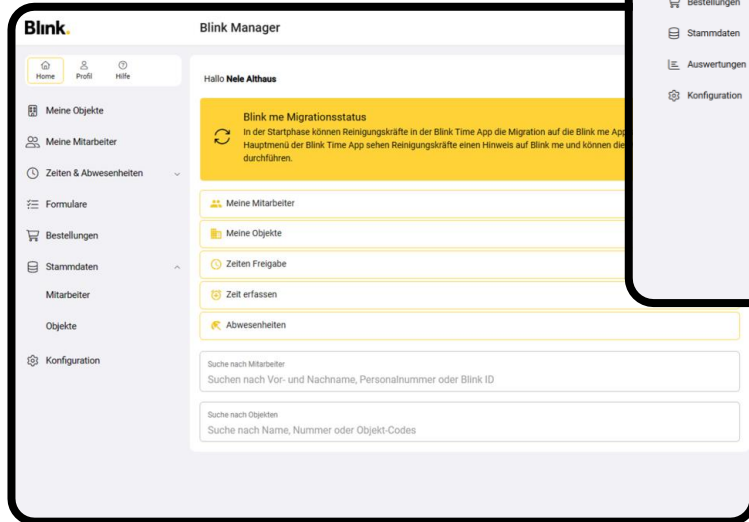 Blink.
Blink Manager
Home Profil Hilfe
Meine Objekte
Meine Mitarbeiter
Zeiten & Abwesenheiten
Formulare
Bestellungen
Stammdaten
Mitarbeiter
Objekte
Konfiguration
Hallo Nele Althaus
Blink me Migrationsstatus
In der Startphase können Reinigungskräfte in der Blink Time App die Migration auf die Blink me App
Hauptmenü der Blink Time App sehen Reinigungskräfte einen Hinweis auf Blink me und können die
durchführen.
Meine Mitarbeiter
Meine Objekte
Zeiten Freigabe
Zeit erfassen
Abwesenheiten
Suche nach Mitarbeiter
Suchen nach Vor- und Nachname, Personalnummer oder Blink ID
Suche nach Objekten
Suche nach Name, Nummer oder Objekt-Codes
Bestellungen
Stammdaten
Auswertungen
Konfiguration